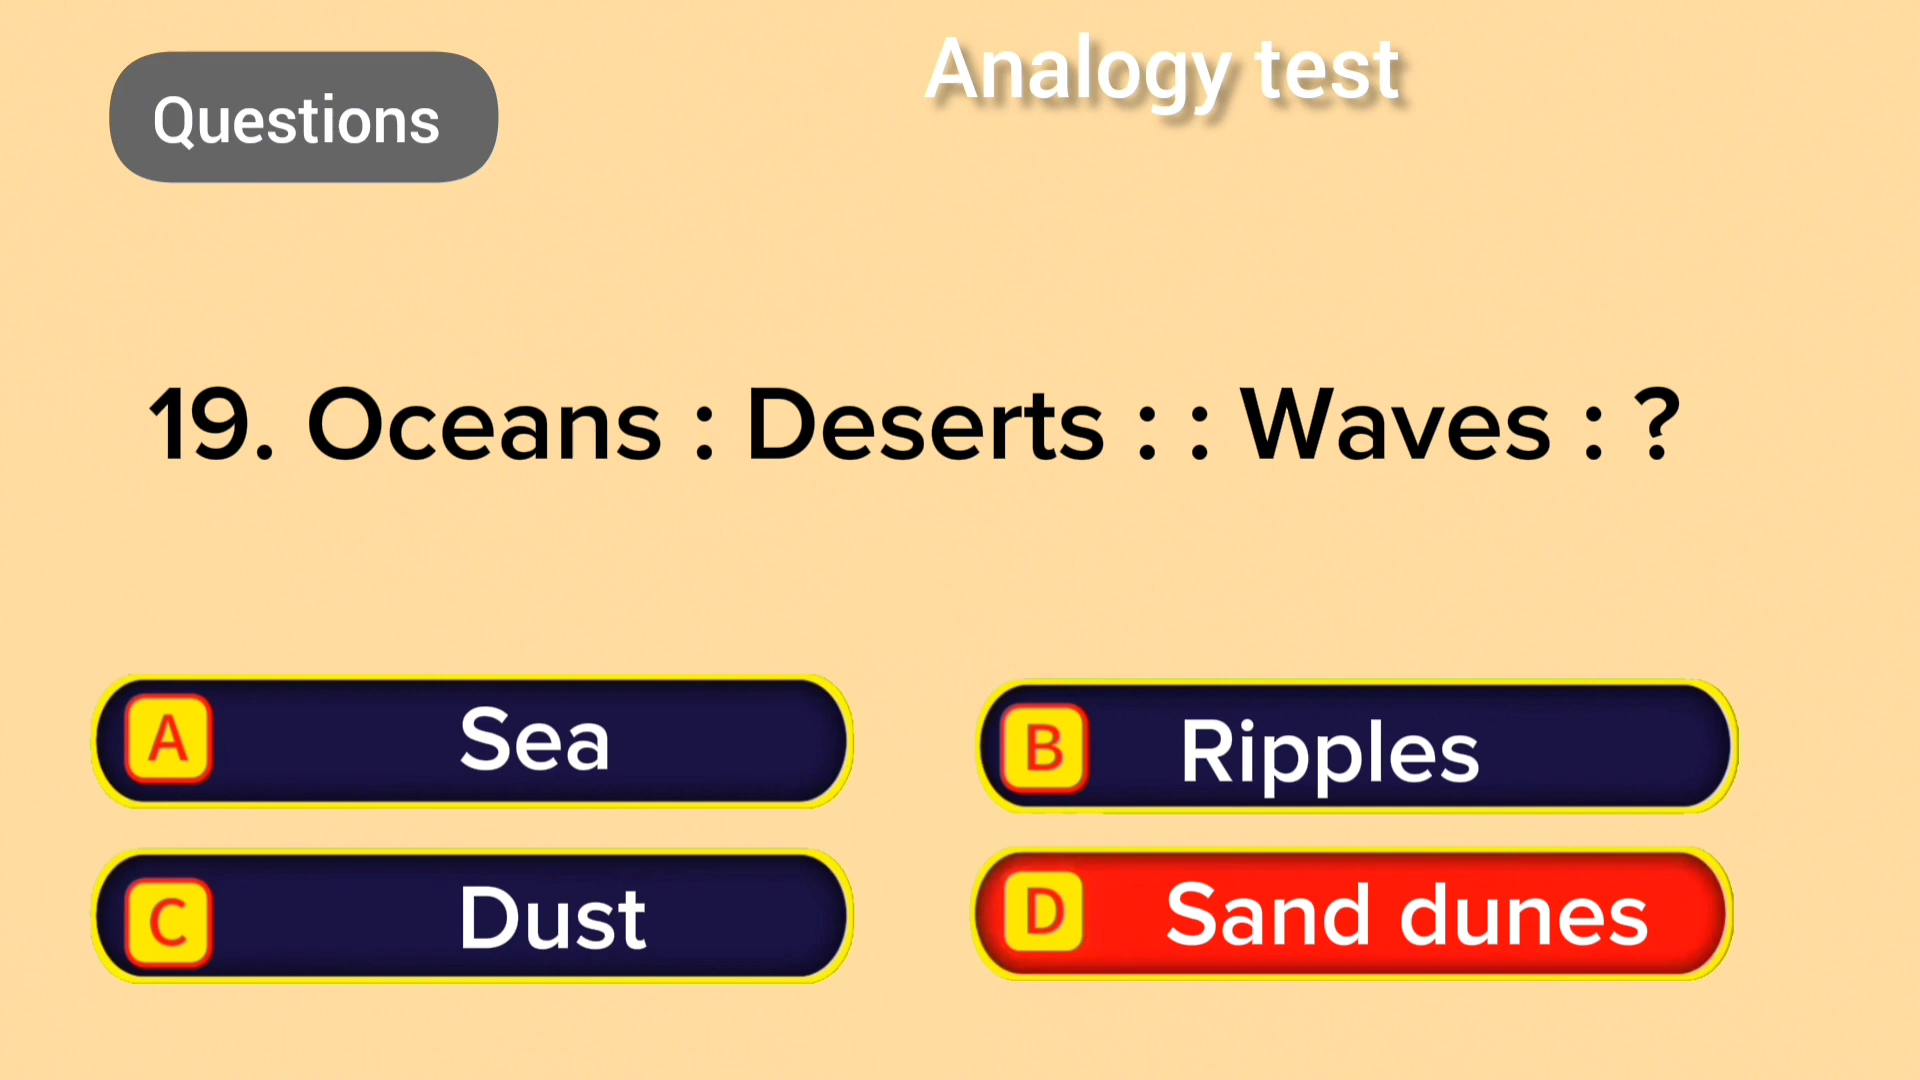 Analogy test
Questions
19. Oceans : Deserts : : Waves : ?
A Sea
B Ripples
C Dust
D Sand dunes